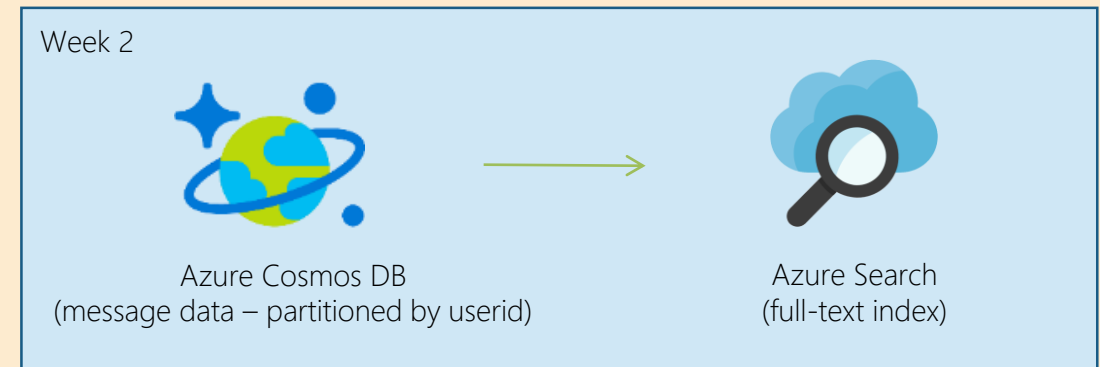 Week 2
Azure Cosmos DB
(message data – partitioned by userid)
Azure Search
(full-text index)